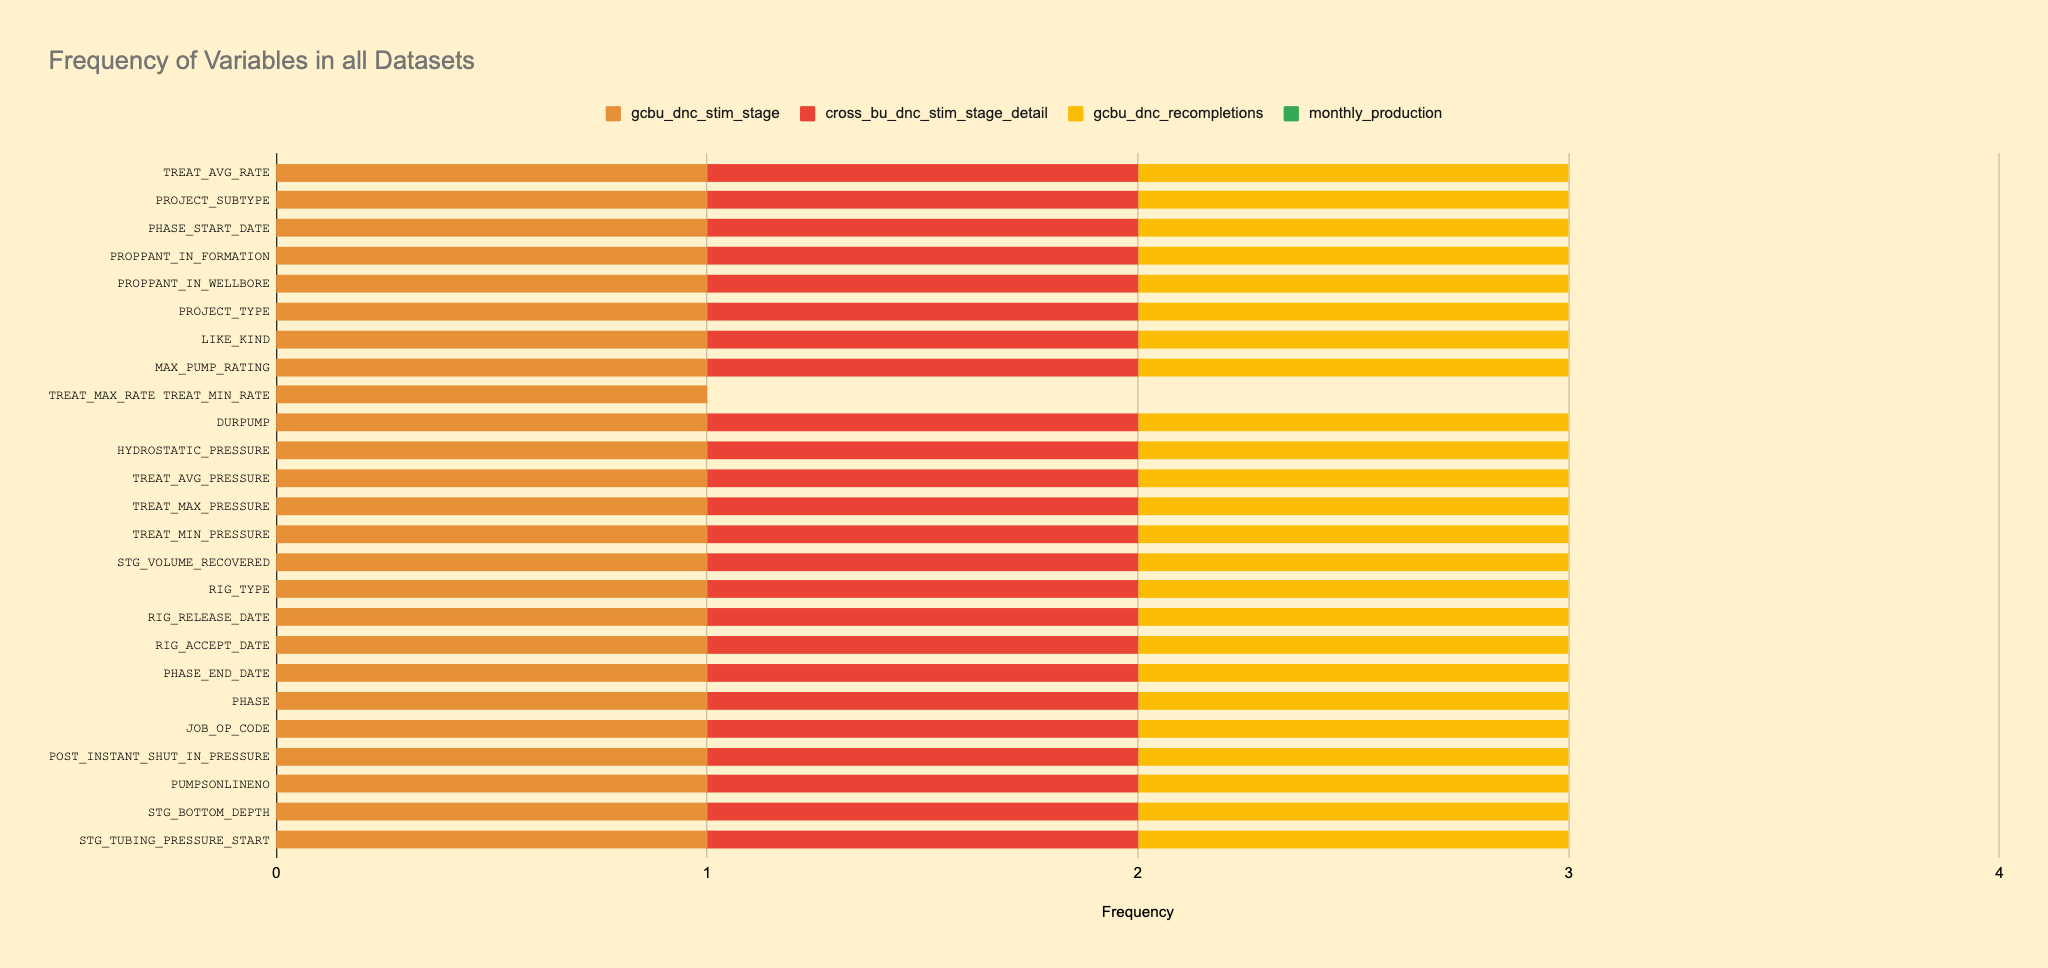 Frequency of Variables in all Datasets
gcbu_dnc_stim_stage cross_bu_dnc_stim_stage_detail gcbu_dnc_recompletions monthly_production
TREAT_AVG_RATE
PROJECT_SUBTYPE
PHASE_START_DATE
PROPPANT_IN_FORMATION
PROPPANT_IN_WELLBORE
PROJECT_TYPE
LIKE_KIND
MAX_PUMP_RATING
TREAT_MAX_RATE TREAT_MIN_RATE
DURPUMP
HYDROSTATIC_PRESSURE
TREAT_AVG_PRESSURE
TREAT_MAX_PRESSURE
TREAT_MIN_PRESSURE
STG_VOLUME_RECOVERED
RIG_TYPE
RIG_RELEASE_DATE
RIG_ACCEPT_DATE
PHASE_END_DATE
PHASE
JOB_OP_CODE
POST_INSTANT_SHUT_IN_PRESSURE
PUMPSONLINENO
STG_BOTTOM_DEPTH
STG_TUBING_PRESSURE_START
0 1 2 3 4
Frequency